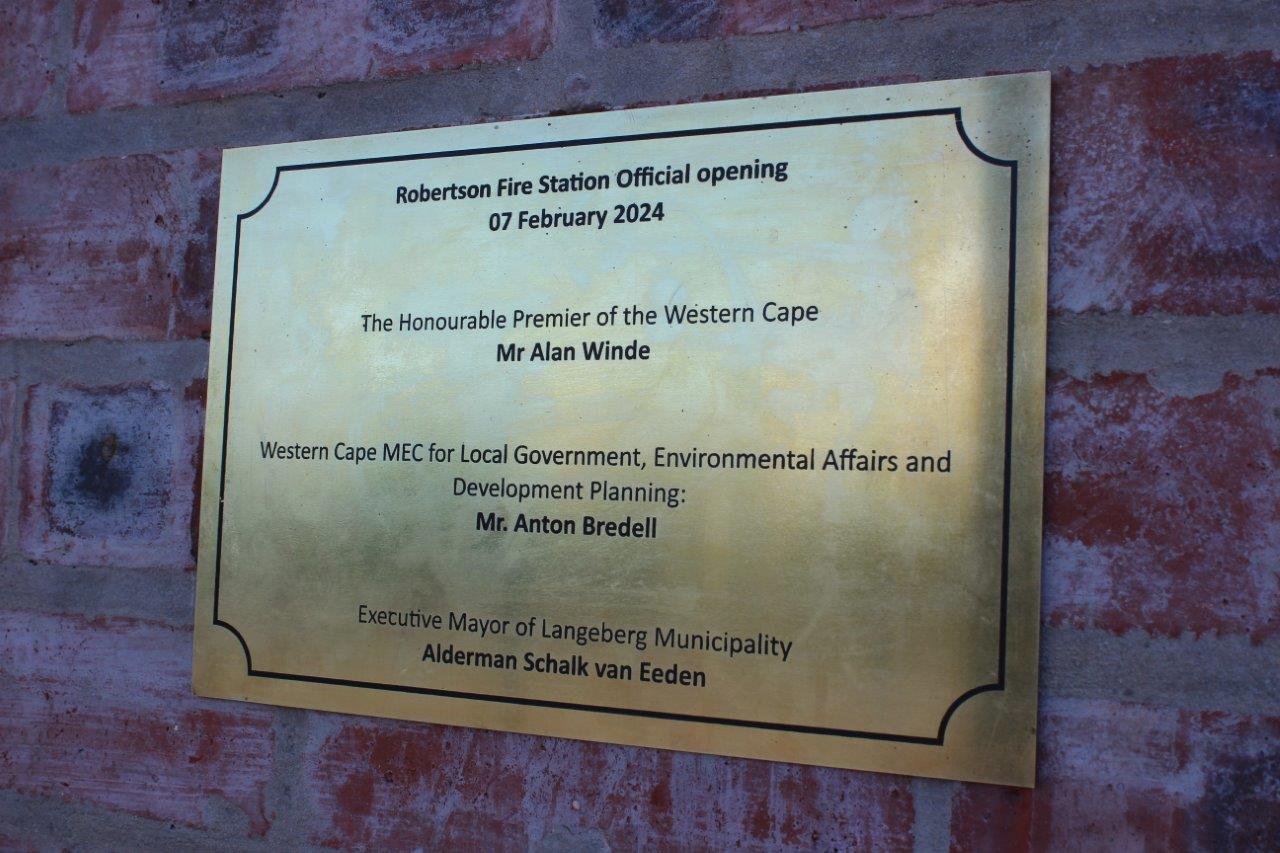 Robertson Fire Station Official opening
07 February 2024
The Honourable Premier of the Western Cape
Mr Alan Winde
Western Cape MEC for Local Government, Environmental Affairs and
Development Planning:
Mr. Anton Bredell
Executive Mayor of Langeberg Municipality
Alderman Schalk van Eeden